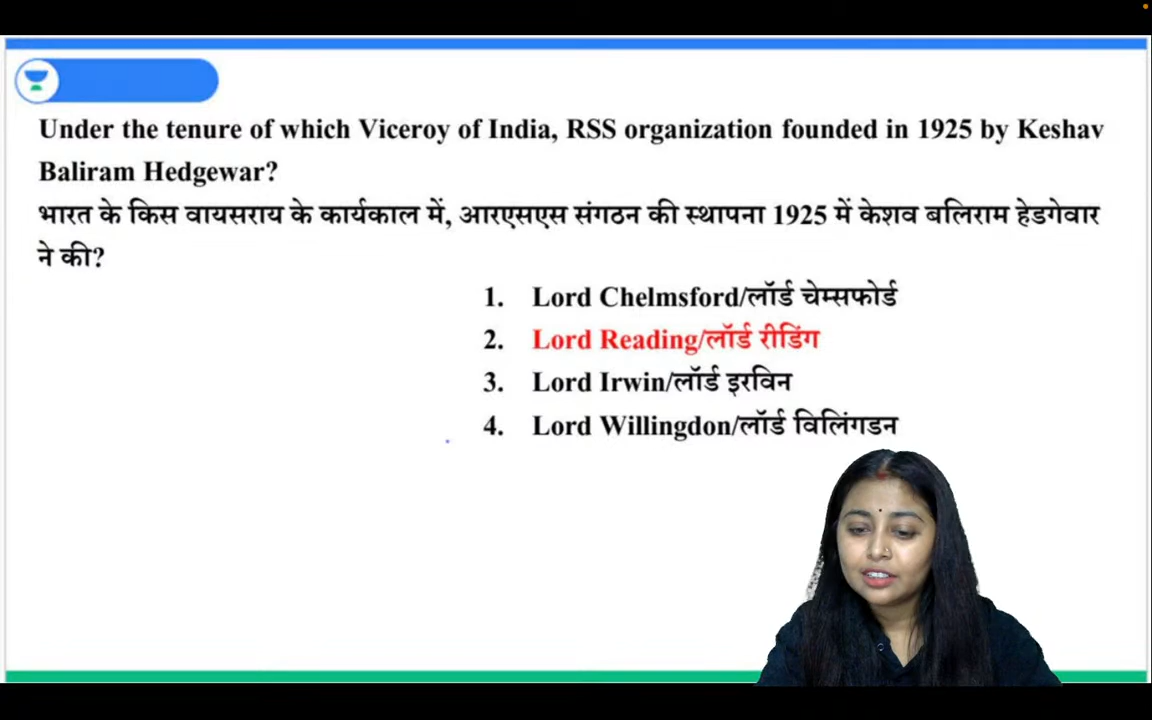 Under the tenure of which Viceroy of India, RSS organization founded in 1925 by Keshav
Baliram Hedgewar?
भारत के किस वायसराय के कार्यकाल में, आरएसएस संगठन की स्थापना 1925 में केशव बलिराम हेडगेवार
ने की?
1. Lord Chelmsford/लॉर्ड चेम्सफोर्ड
2. Lord Reading/लॉर्ड रीडिंग
3. Lord Irwin/लॉर्ड इरविन
4. Lord Willingdon/लॉर्ड विलिंगडन